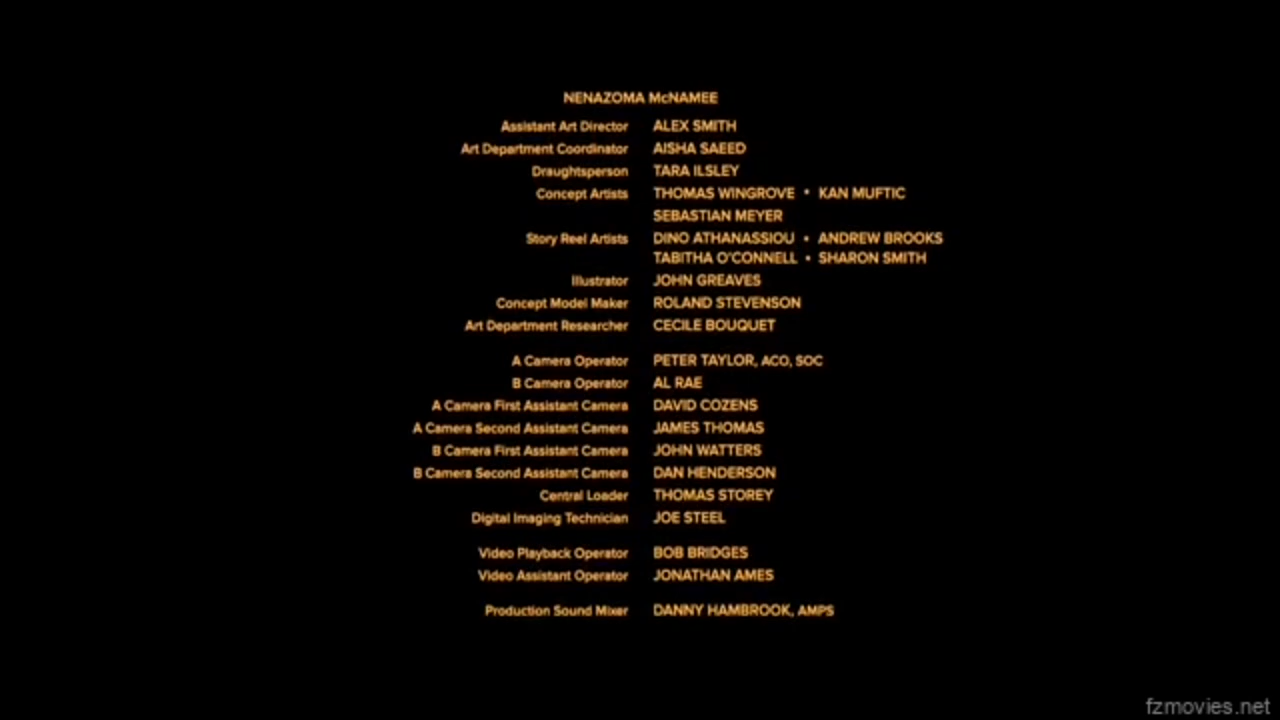 NENAZOMA McNAMEE
Assistant Art Director ALEX SMITH
Art Department Coordinator AISHA SAEED
Draughtsperson TARA ILSLEY
Concept Artists THOMAS WINGROVE • KAN MUFTIC
SEBASTIAN MEYER
Story Reel Artists DINO ATHANASSIOU • ANDREW BROOKS
TABITHA O'CONNELL • SHARON SMITH
Illustrator JOHN GREAVES
Concept Model Maker ROLAND STEVENSON
Art Department Researcher CECILE BOUQUET
A Camera Operator PETER TAYLOR, ACO, SOC
B Camera Operator AL RAE
A Camera First Assistant Camera DAVID COZENS
A Camera Second Assistant Camera JAMES THOMAS
B Camera First Assistant Camera JOHN WATTERS
B Camera Second Assistant Camera DAN HENDERSON
Central Loader THOMAS STOREY
Digital Imaging Technician JOE STEEL
Video Playback Operator BOB BRIDGES
Video Assistant Operator JONATHAN AMES
Production Sound Mixer DANNY HAMBROOK, AMPS
fzmovies.net